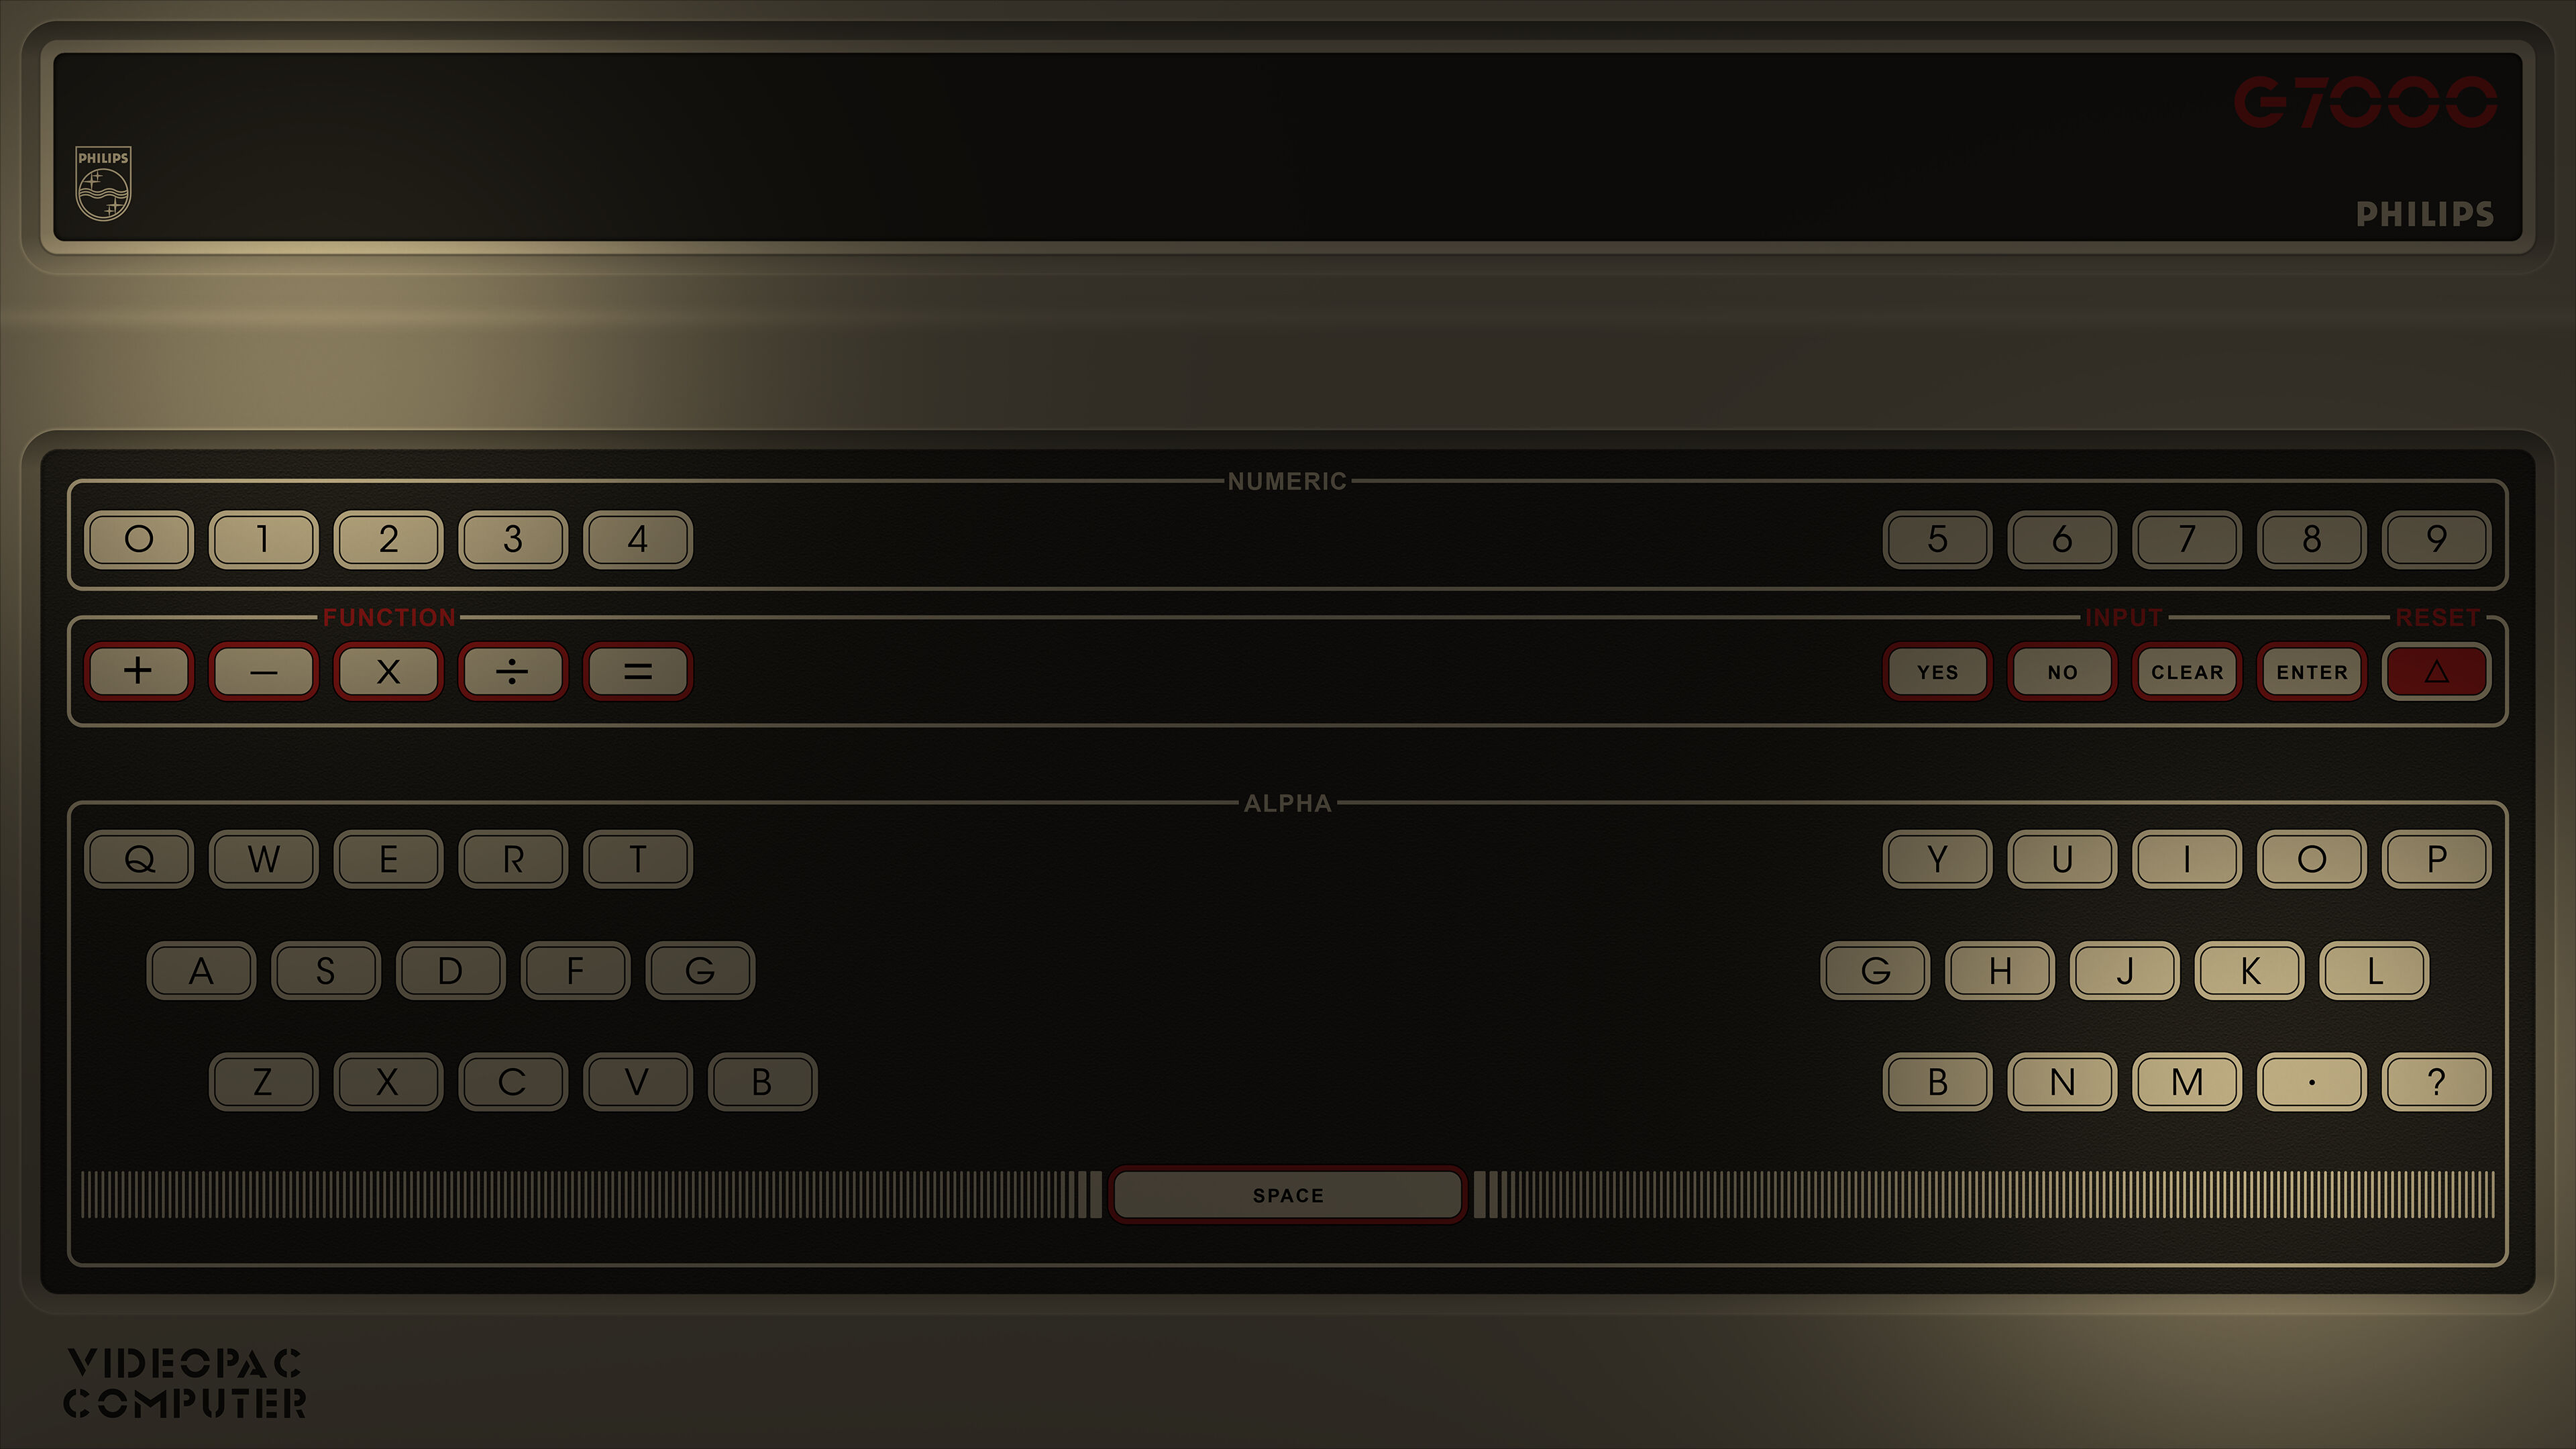 G7000
PHILIPS
PHILIPS
NUMERIC
0 1 2 3 4 5 6 7 8 9
FUNCTION INPUT RESET
+ − x ÷ = YES NO CLEAR ENTER △
ALPHA
Q W E R T Y U I O P
A S D F G G H J K L
Z X C V B B N M · ?
SPACE
VIDEOPAC
COMPUTER